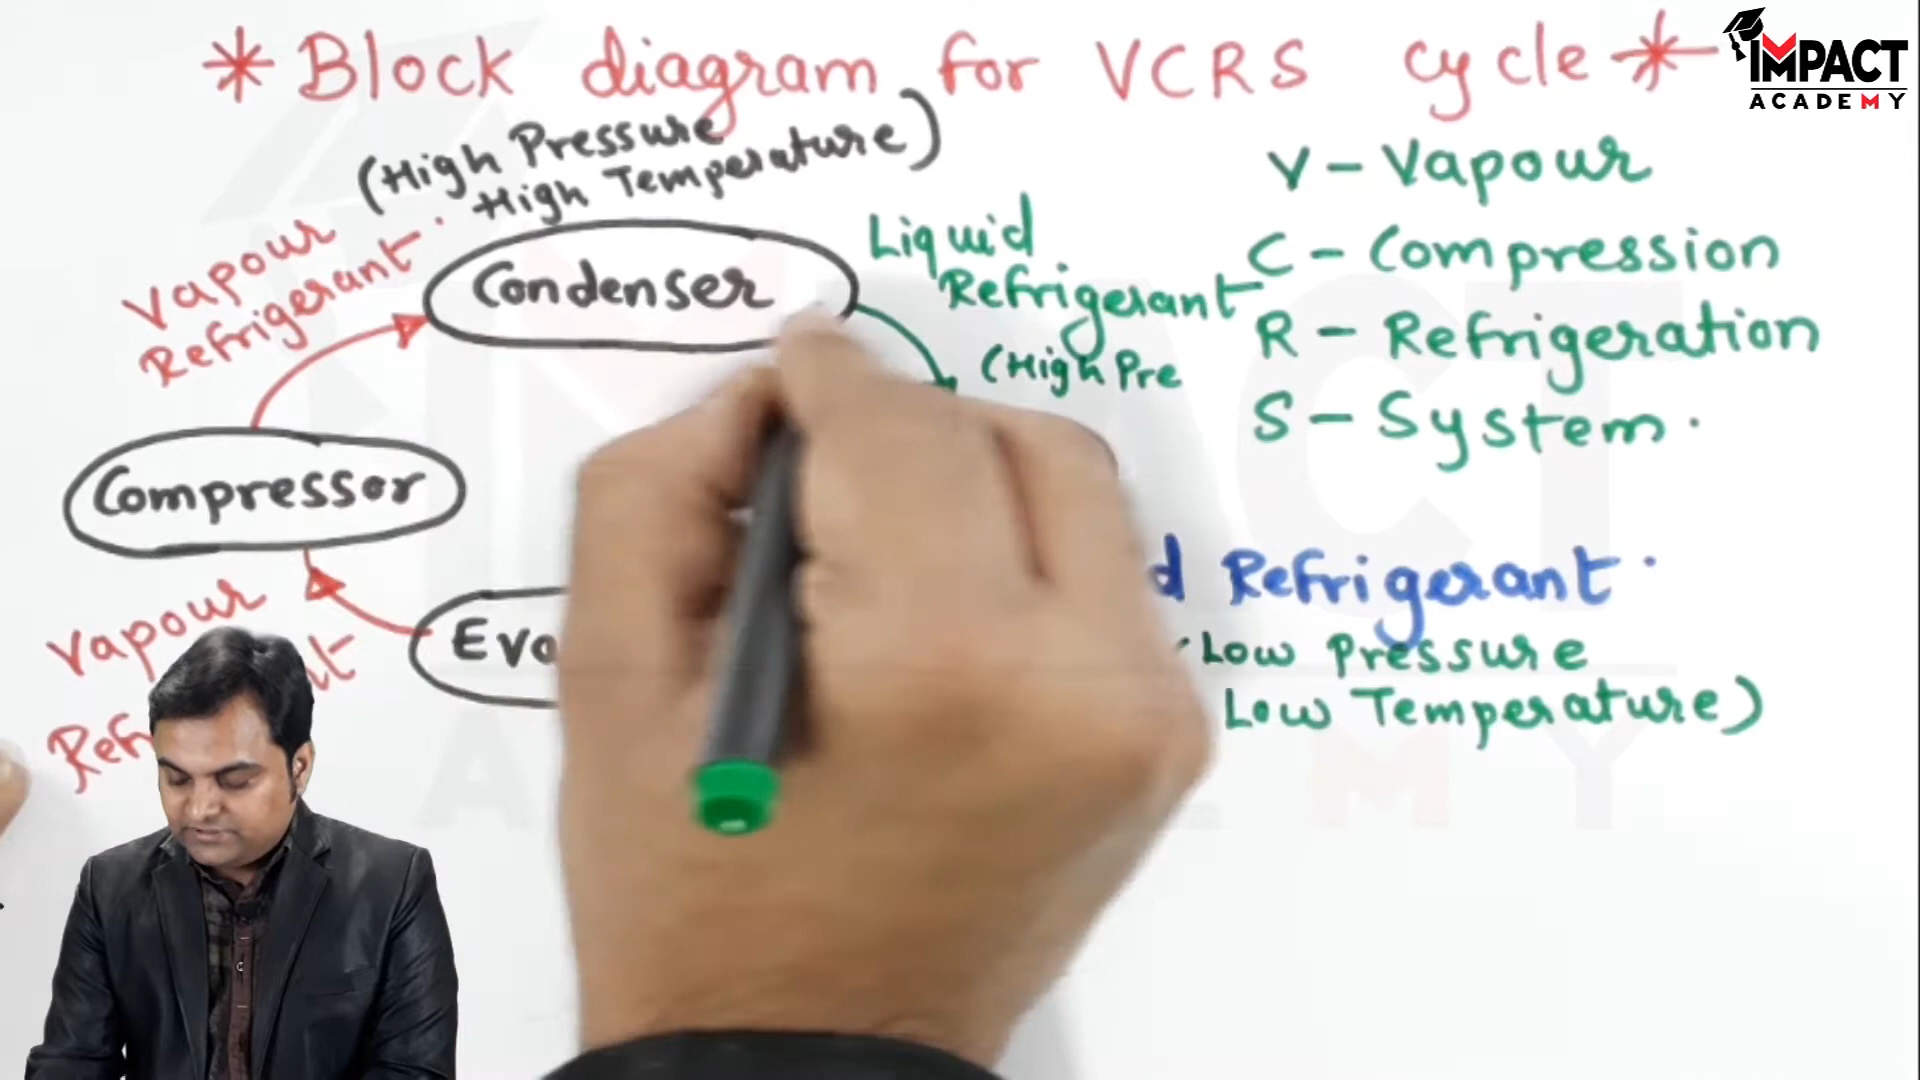 * Block diagram for VCRS cycle *
IMPACT
ACADEMY
(High Pressure
High Temperature)
Vapour
Refrigerant.
Condenser
Liquid
Refrigerant
(High Pre
V - Vapour
C - Compression
R - Refrigeration
S - System.
Compressor
Vapour
Eva
d Refrigerant.
Low Pressure
Low Temperature)